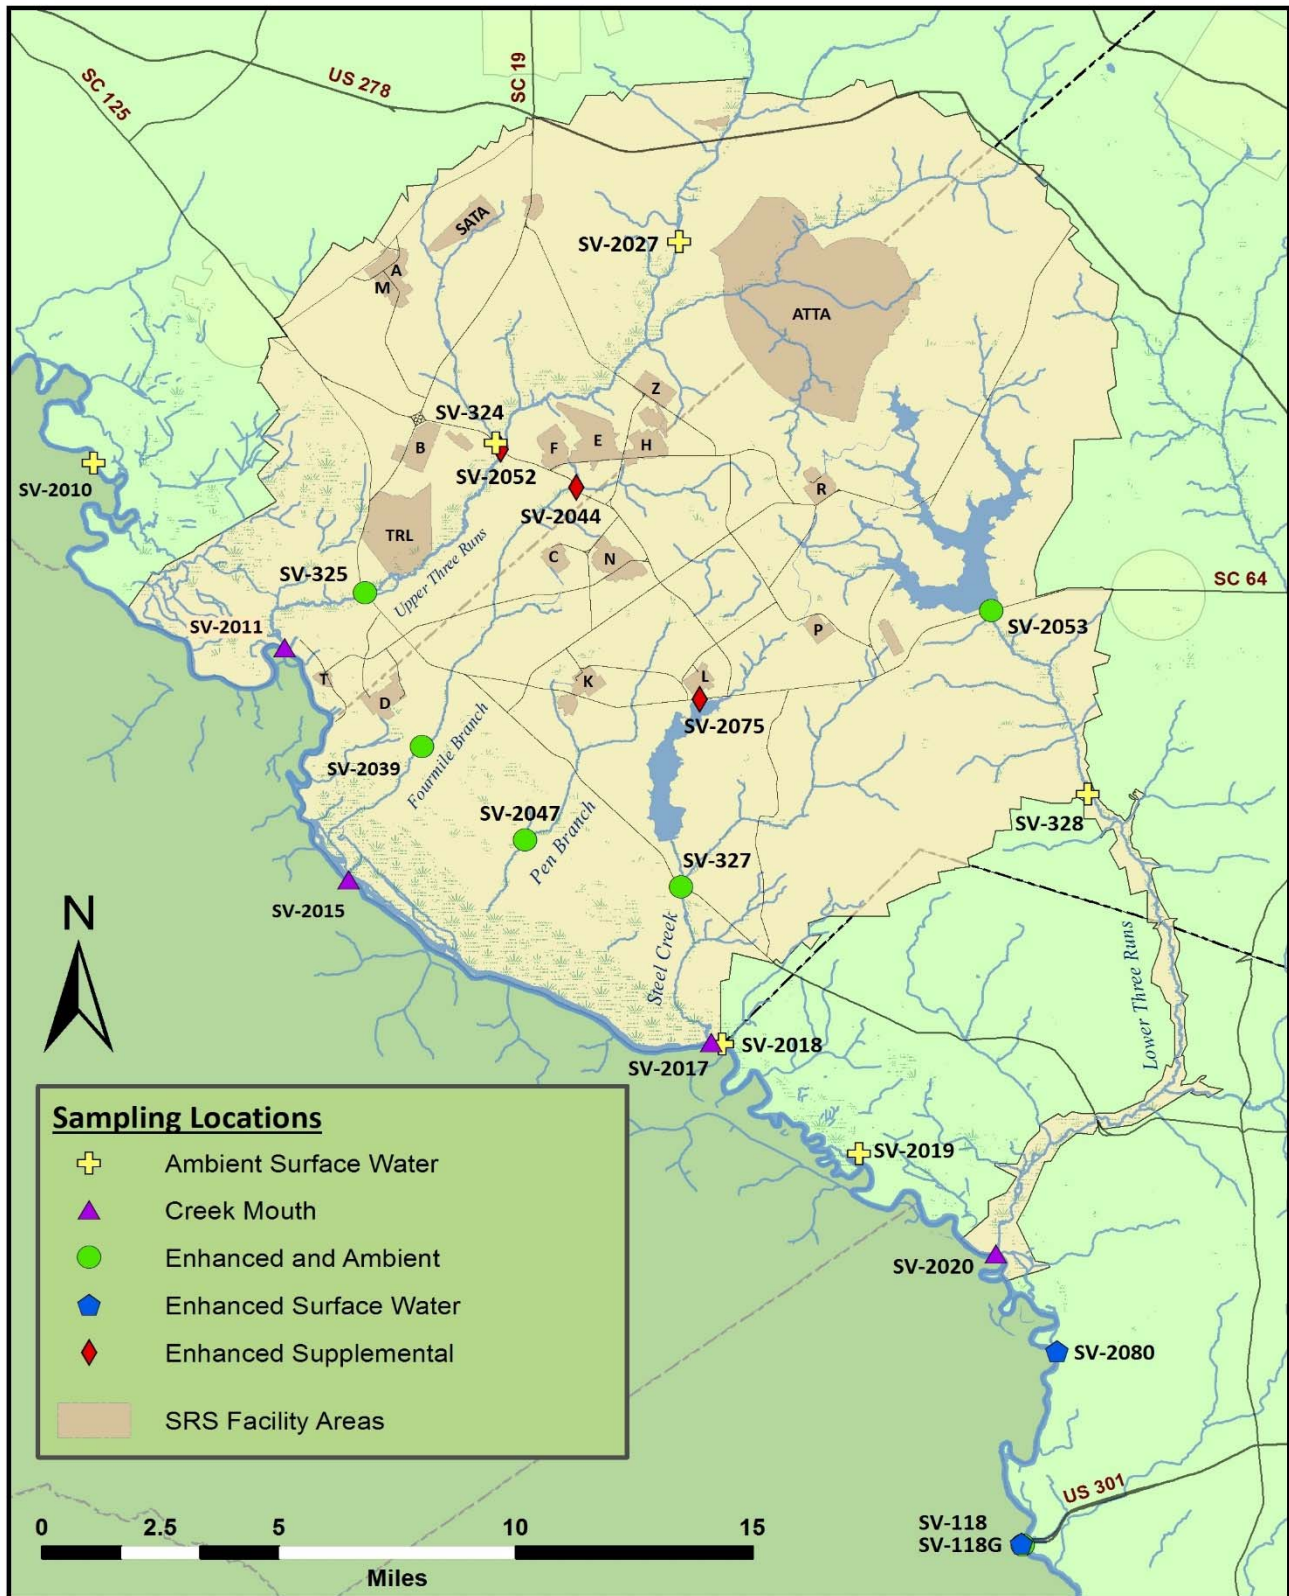 SC 125
US 278
SC 19
SATA
A
M
SV-2027
ATTA
Z
SV-324
B
F
E
H
SV-2010
SV-2052
SV-2044
R
TRL
Upper Three Runs
C
N
SV-325
SC 64
SV-2011
P
SV-2053
T
D
K
L
SV-2075
SV-2039
Fourmile Branch
SV-2047
Pen Branch
SV-328
SV-327
SV-2015
N
Steel Creek
Lower Three Runs
SV-2018
SV-2017
Sampling Locations
Ambient Surface Water
Creek Mouth
Enhanced and Ambient
Enhanced Surface Water
Enhanced Supplemental
SRS Facility Areas
SV-2019
SV-2020
SV-2080
US 301
SV-118
SV-118G
0 2.5 5 10 15
Miles